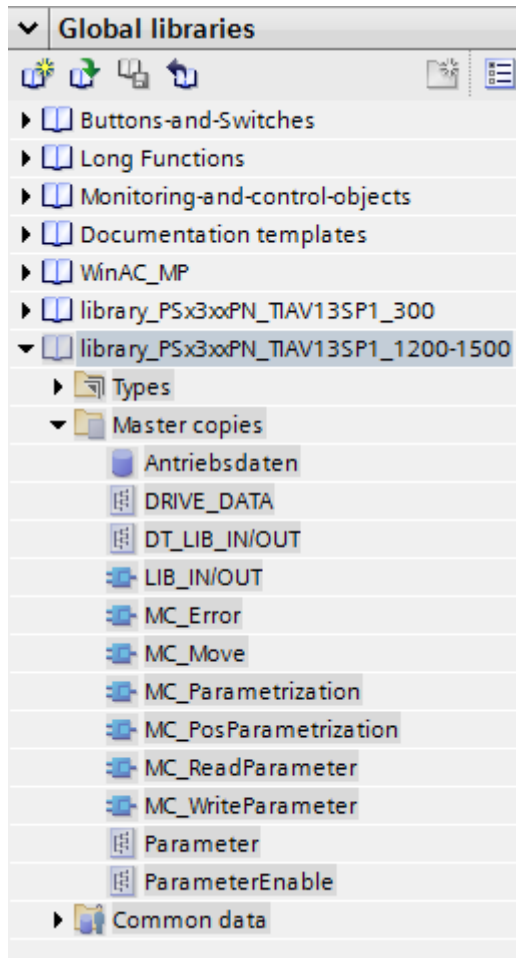 Global libraries
Buttons-and-Switches
Long Functions
Monitoring-and-control-objects
Documentation templates
WinAC_MP
library_PSx3xxPN_TIAV13SP1_300
library_PSx3xxPN_TIAV13SP1_1200-1500
Types
Master copies
Antriebsdaten
DRIVE_DATA
DT_LIB_IN/OUT
LIB_IN/OUT
MC_Error
MC_Move
MC_Parametrization
MC_PosParametrization
MC_ReadParameter
MC_WriteParameter
Parameter
ParameterEnable
Common data